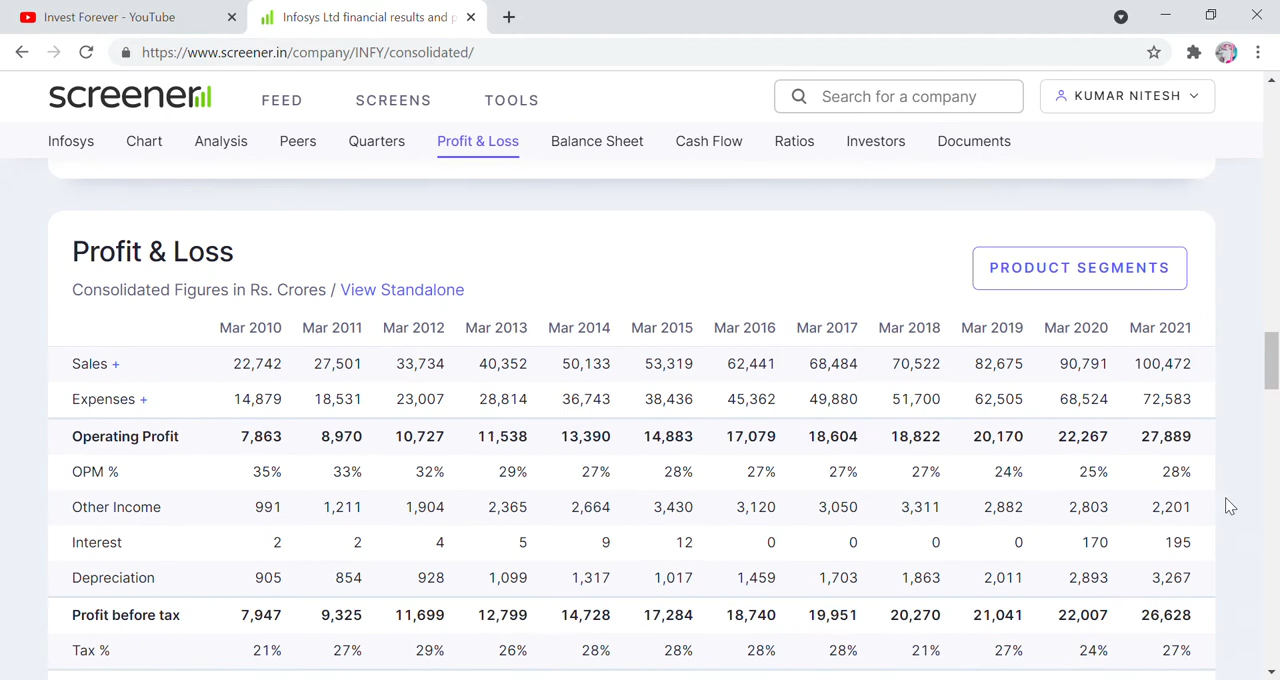 Invest Forever - YouTube
Infosys Ltd financial results and p
https://www.screener.in/company/INFY/consolidated/
screener
FEED
SCREENS
TOOLS
Search for a company
KUMAR NITESH
Infosys Chart Analysis Peers Quarters Profit & Loss Balance Sheet Cash Flow Ratios Investors Documents
Profit & Loss
PRODUCT SEGMENTS
Consolidated Figures in Rs. Crores / View Standalone
Mar 2010 Mar 2011 Mar 2012 Mar 2013 Mar 2014 Mar 2015 Mar 2016 Mar 2017 Mar 2018 Mar 2019 Mar 2020 Mar 2021
Sales + 22,742 27,501 33,734 40,352 50,133 53,319 62,441 68,484 70,522 82,675 90,791 100,472
Expenses + 14,879 18,531 23,007 28,814 36,743 38,436 45,362 49,880 51,700 62,505 68,524 72,583
Operating Profit 7,863 8,970 10,727 11,538 13,390 14,883 17,079 18,604 18,822 20,170 22,267 27,889
OPM % 35% 33% 32% 29% 27% 28% 27% 27% 27% 24% 25% 28%
Other Income 991 1,211 1,904 2,365 2,664 3,430 3,120 3,050 3,311 2,882 2,803 2,201
Interest 2 2 4 5 9 12 0 0 0 0 170 195
Depreciation 905 854 928 1,099 1,317 1,017 1,459 1,703 1,863 2,011 2,893 3,267
Profit before tax 7,947 9,325 11,699 12,799 14,728 17,284 18,740 19,951 20,270 21,041 22,007 26,628
Tax % 21% 27% 29% 26% 28% 28% 28% 28% 21% 27% 24% 27%